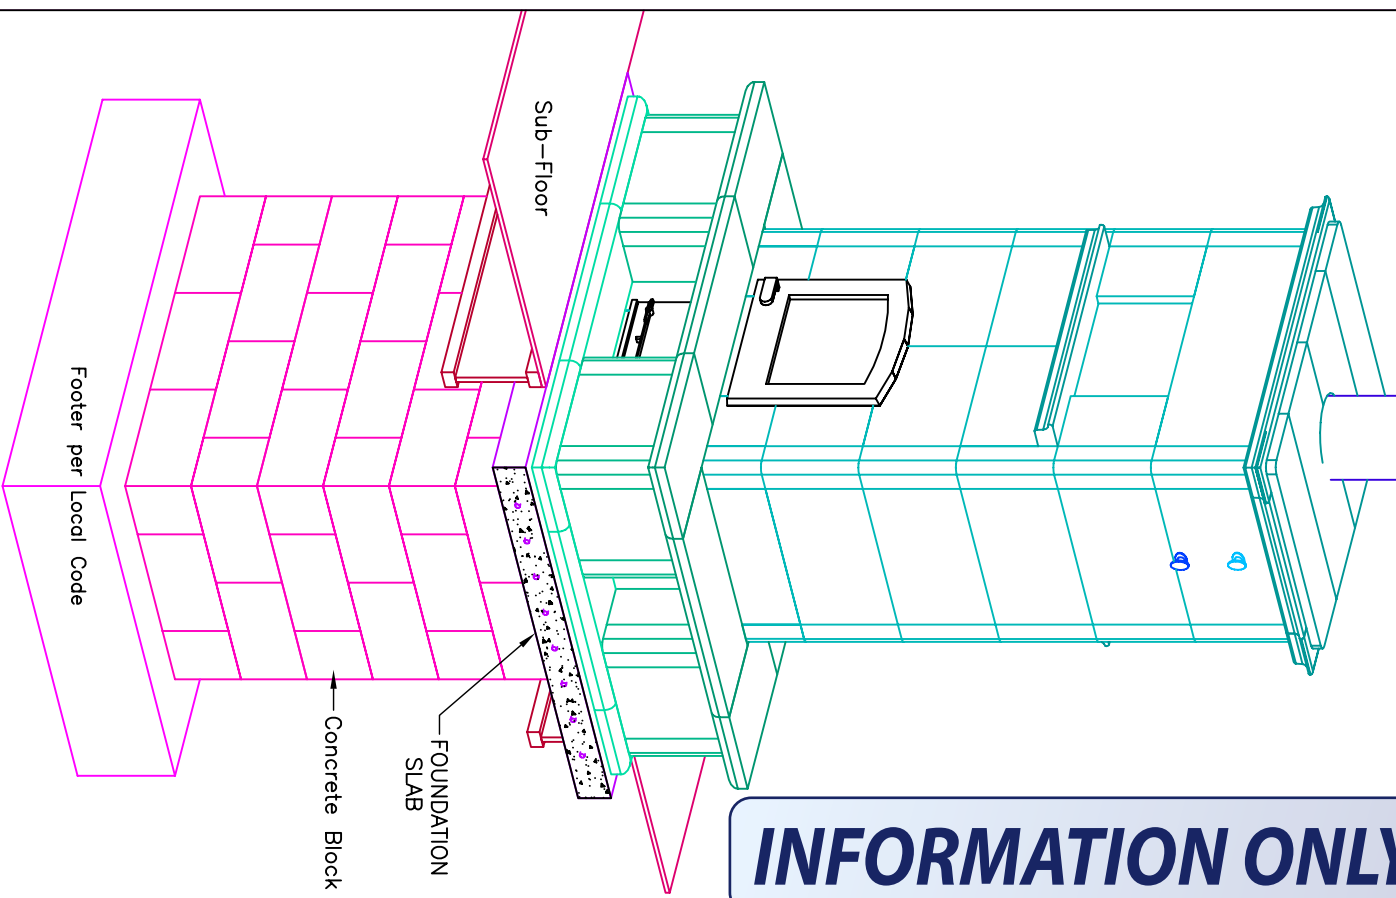 Sub-Floor
Footer per Local Code
FOUNDATION
SLAB
Concrete Block
INFORMATION ONLY